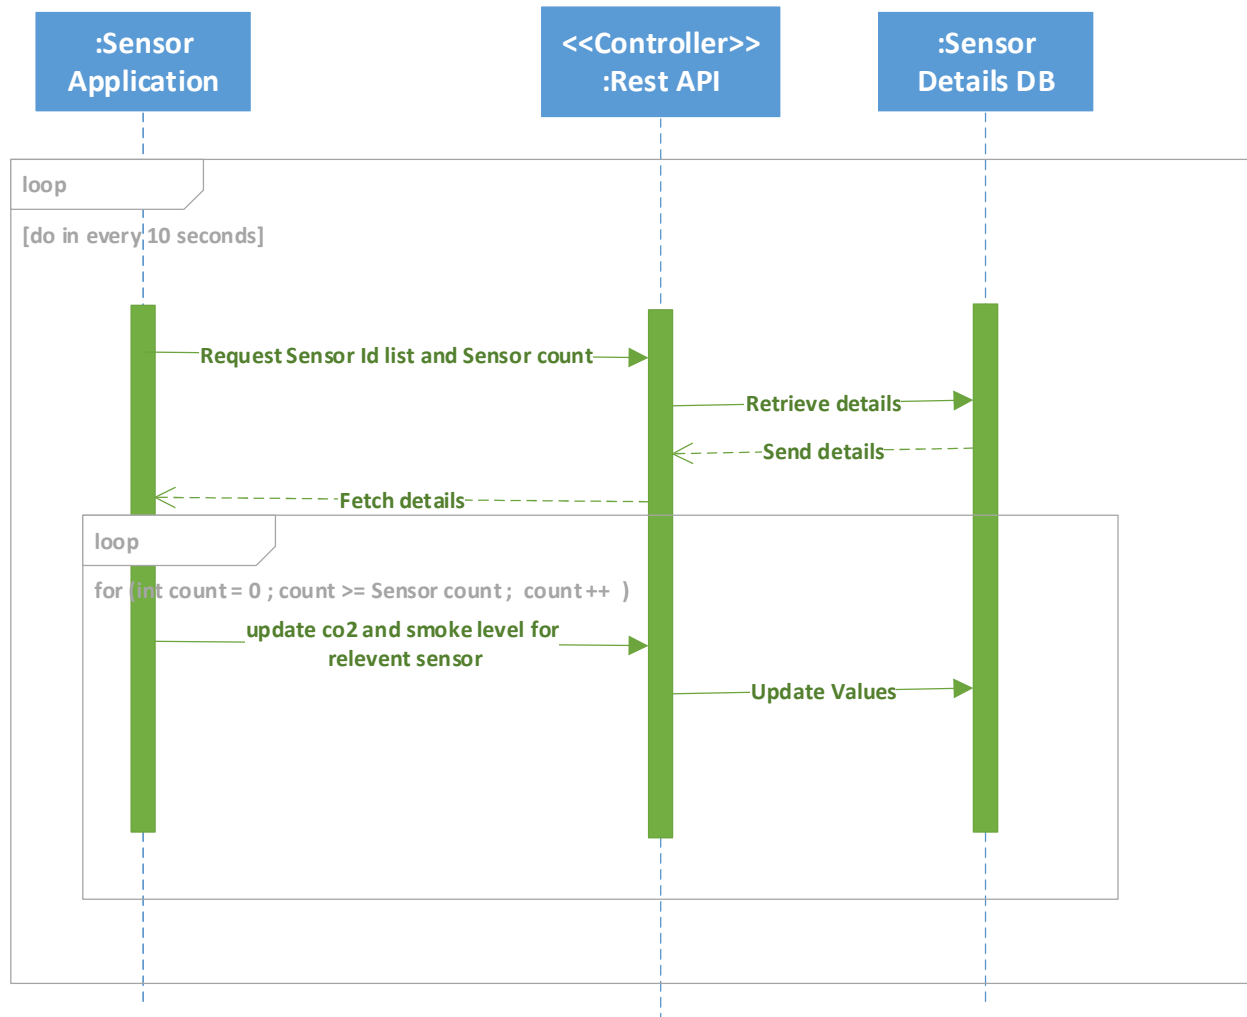 :Sensor
Application
<<Controller>>
:Rest API
:Sensor
Details DB
loop
[do in every 10 seconds]
Request Sensor Id list and Sensor count
Retrieve details
Send details
Fetch details
loop
for (int count = 0 ; count >= Sensor count ; count ++ )
update co2 and smoke level for
relevent sensor
Update Values